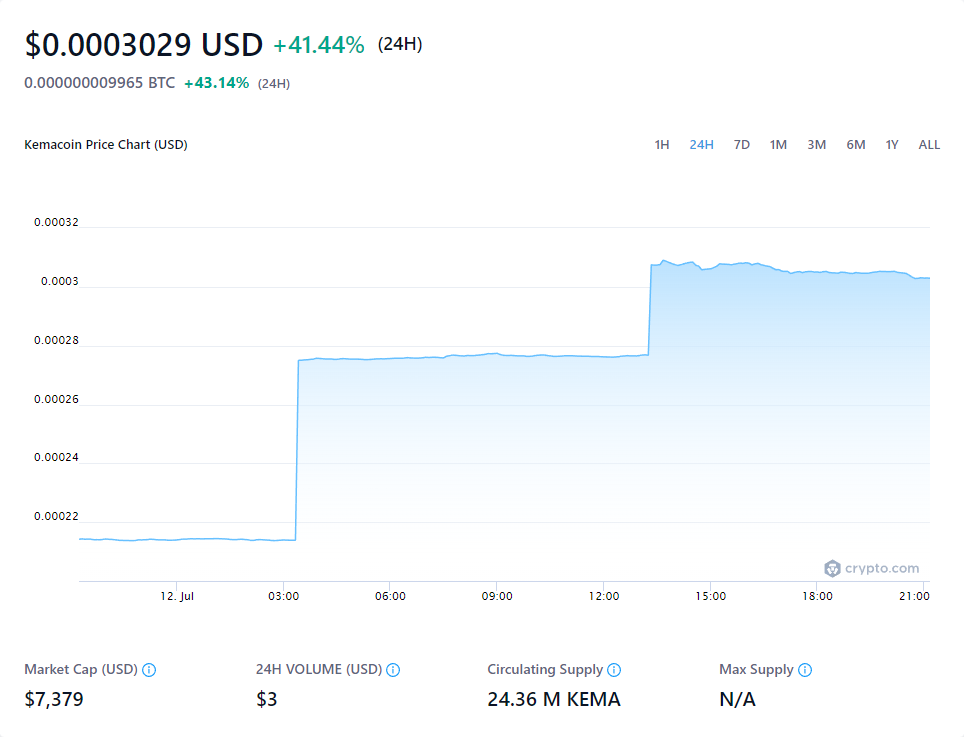 $0.0003029 USD +41.44% (24H)
0.000000009965 BTC +43.14% (24H)
Kemacoin Price Chart (USD) 1H 24H 7D 1M 3M 6M 1Y ALL
0.00032
0.0003
0.00028
0.00026
0.00024
0.00022
crypto.com
12. Jul 03:00 06:00 09:00 12:00 15:00 18:00 21:00
Market Cap (USD) 24H VOLUME (USD) Circulating Supply Max Supply
$7,379 $3 24.36 M KEMA N/A